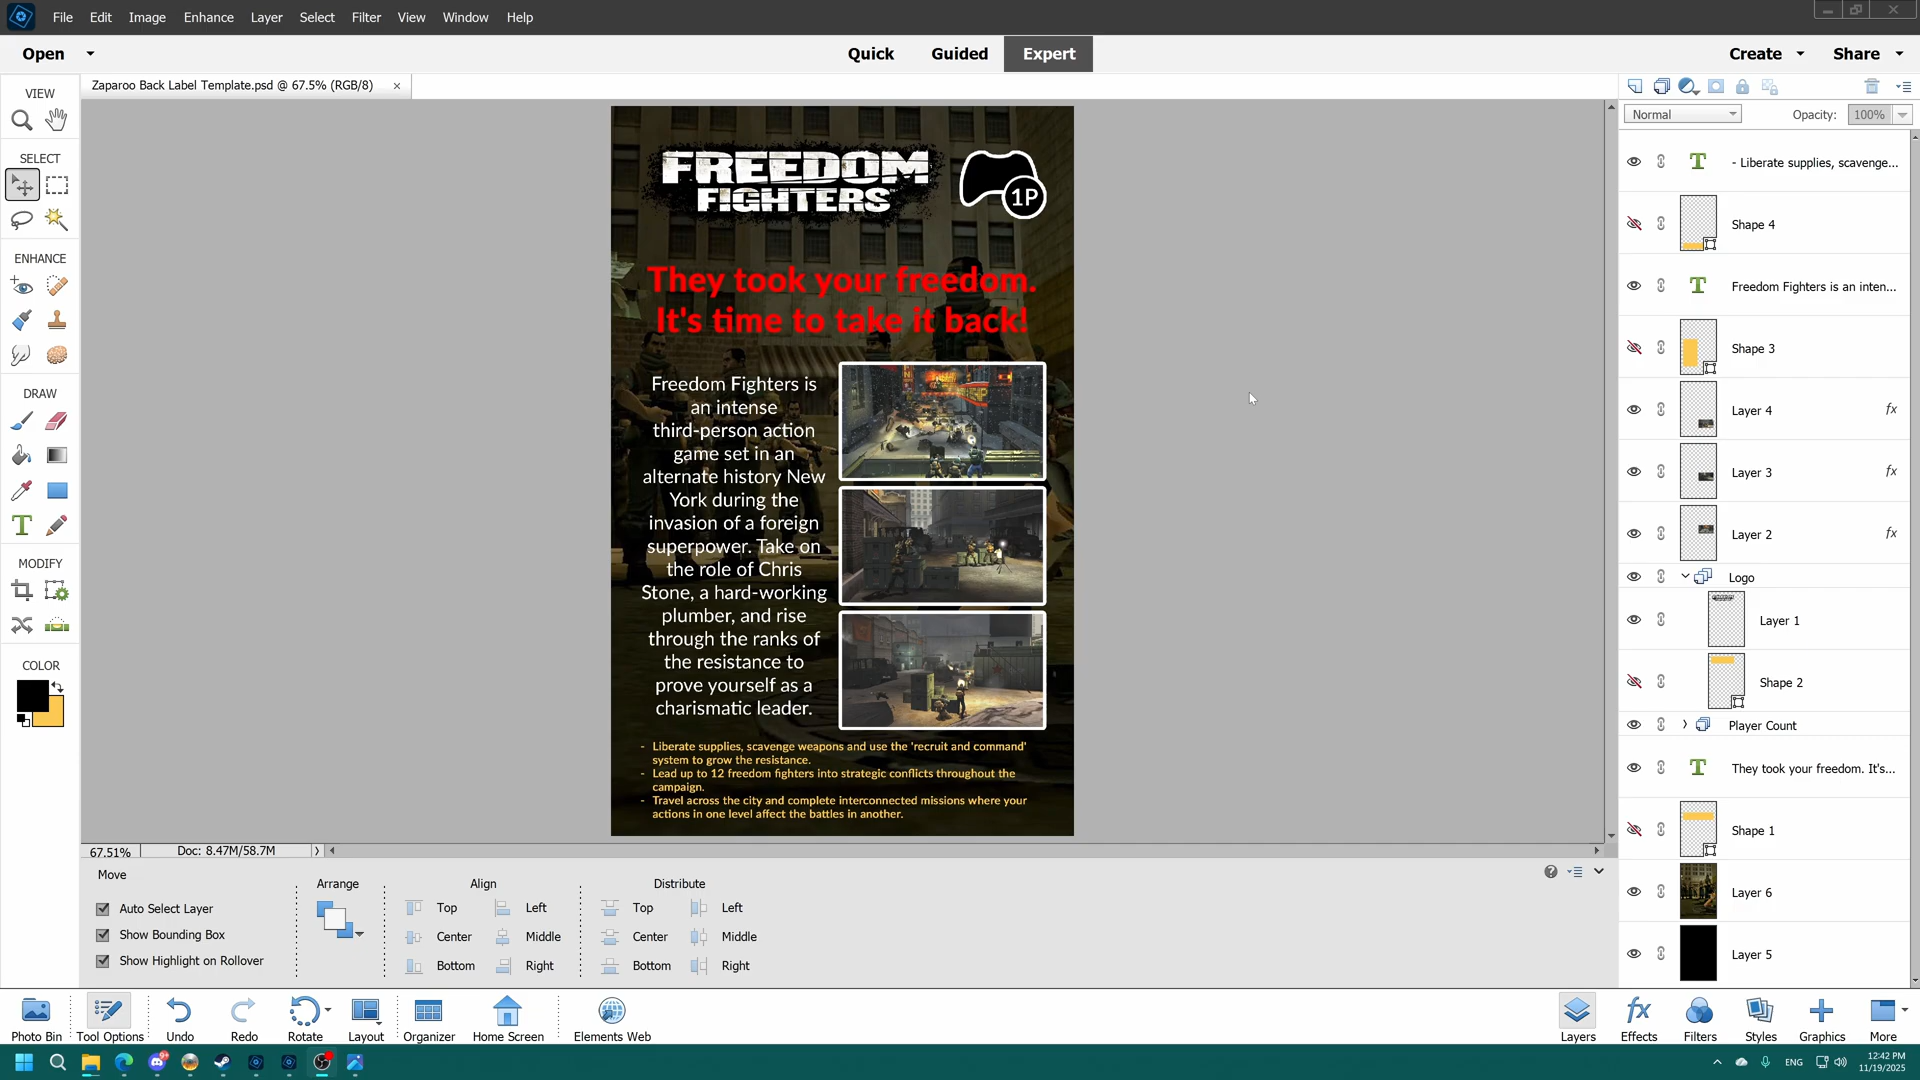 File Edit Image Enhance Layer Select Filter View Window Help
Open Quick Guided Expert Create Share
Zaparoo Back Label Template.psd @ 67.5% (RGB/8)
VIEW
SELECT
ENHANCE
DRAW
MODIFY
COLOR
FREEDOM
FIGHTERS
1P
They took your freedom.
It's time to take it back!
Freedom Fighters is
an intense
third-person action
game set in an
alternate history New
York during the
invasion of a foreign
superpower. Take on
the role of Chris
Stone, a hard-working
plumber, and rise
through the ranks of
the resistance to
prove yourself as a
charismatic leader.
- Liberate supplies, scavenge weapons and use the 'recruit and command'
system to grow the resistance.
- Lead up to 12 freedom fighters into strategic conflicts throughout the
campaign.
- Travel across the city and complete interconnected missions where your
actions in one level affect the battles in another.
Normal Opacity: 100%
- Liberate supplies, scavenge...
Shape 4
Freedom Fighters is an inten...
Shape 3
Layer 4 fx
Layer 3 fx
Layer 2 fx
Logo
Layer 1
Shape 2
Player Count
They took your freedom. It's...
Shape 1
Layer 6
Layer 5
67.51% Doc: 8.47M/58.7M
Move
Auto Select Layer
Show Bounding Box
Show Highlight on Rollover
Arrange
Align
Top Left
Center Middle
Bottom Right
Distribute
Top Left
Center Middle
Bottom Right
Photo Bin Tool Options Undo Redo Rotate Layout Organizer Home Screen Elements Web
Layers Effects Filters Styles Graphics More
ENG
12:42 PM
11/19/2025